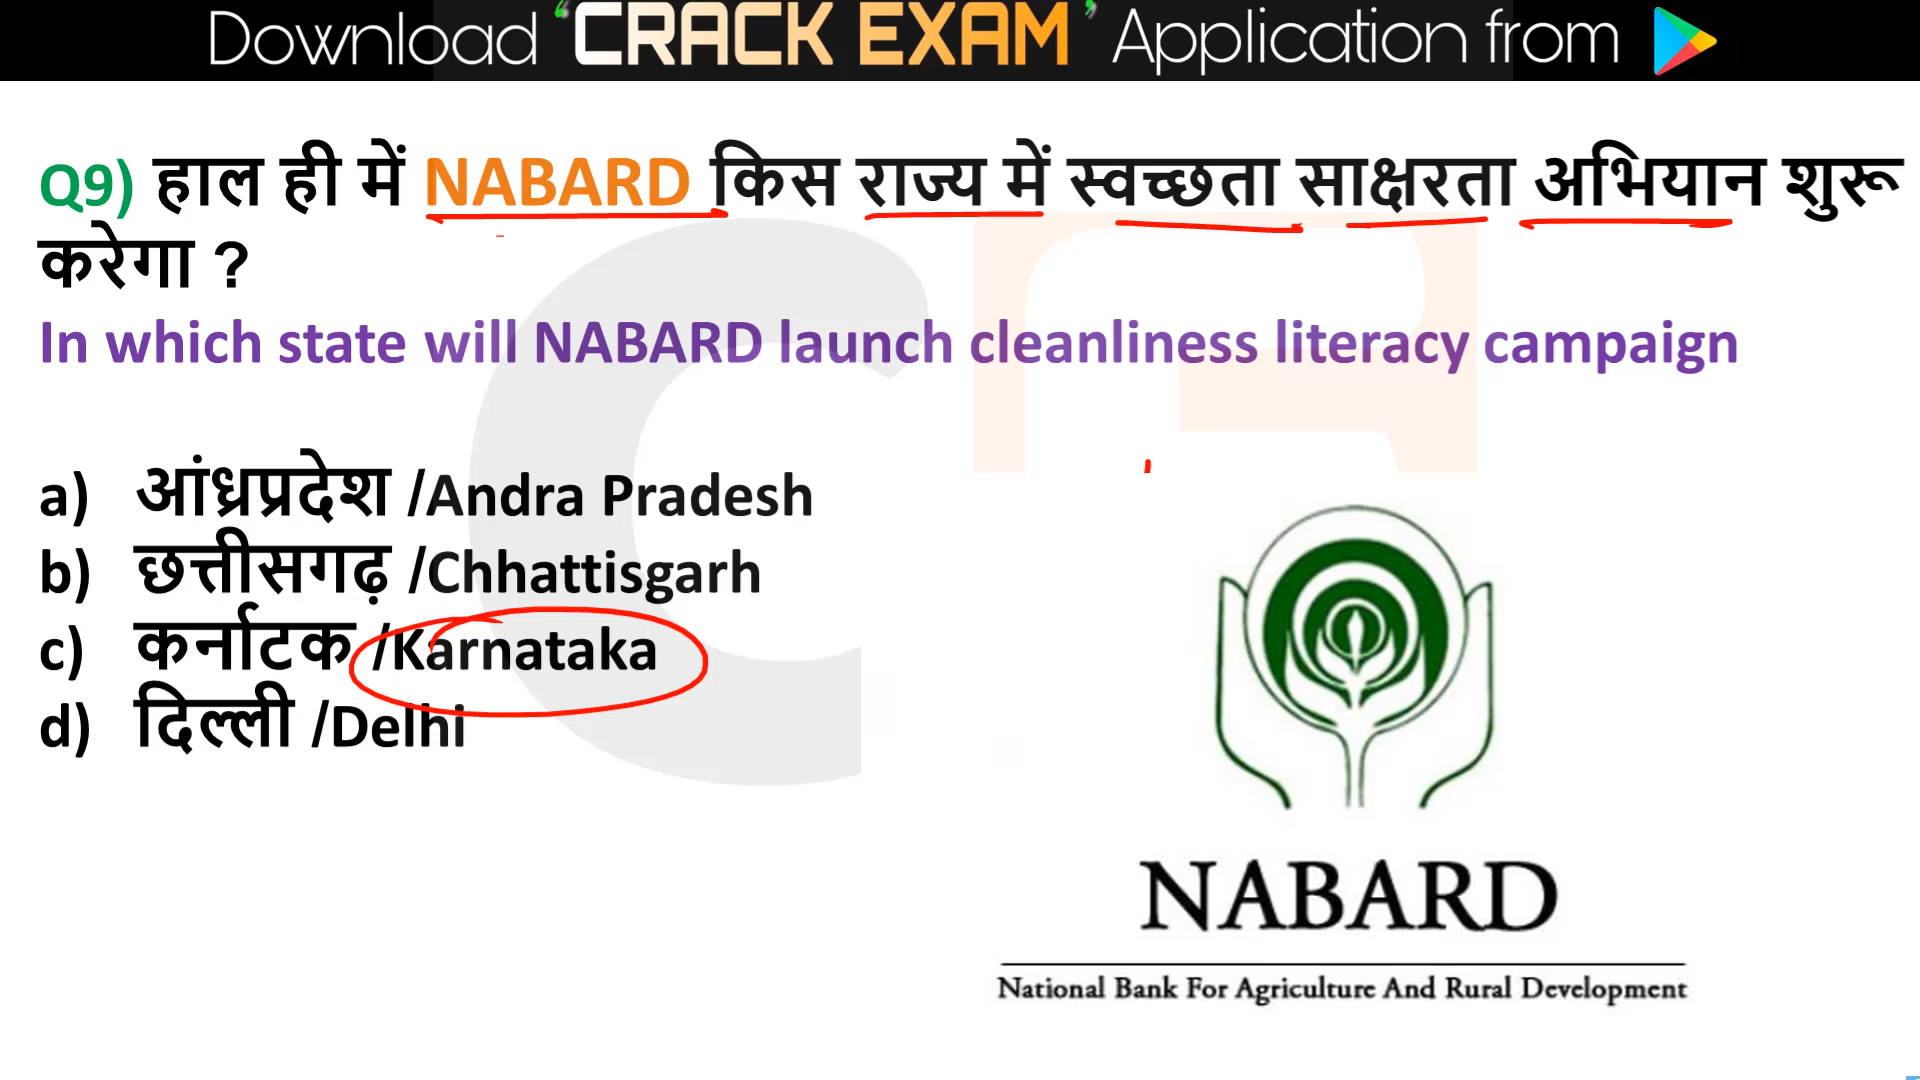 Download ‘CRACK EXAM’ Application from
Q9) हाल ही में NABARD किस राज्य में स्वच्छता साक्षरता अभियान शुरू
करेगा ?
In which state will NABARD launch cleanliness literacy campaign
a) आंध्रप्रदेश /Andra Pradesh
b) छत्तीसगढ़ /Chhattisgarh
c) कर्नाटक /Karnataka
d) दिल्ली /Delhi
NABARD
National Bank For Agriculture And Rural Development